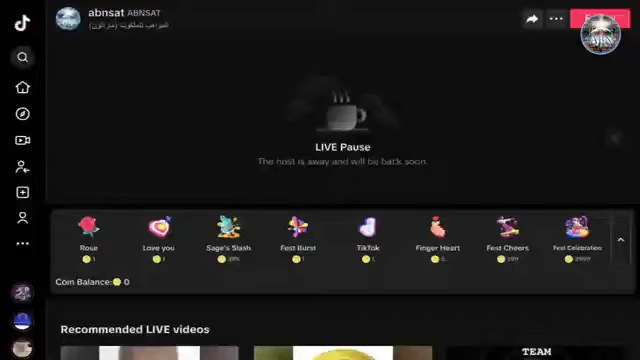 abnsat ABNSAT
LIVE Pause
The host is away and will be back soon
Rose
Love you
Sage's Slash
Fest Burst
TikTok
Finger Heart
Fest Cheers
Fest Celebration
1
1
1
Coin Balance: 0
Recommended LIVE videos
TEAM